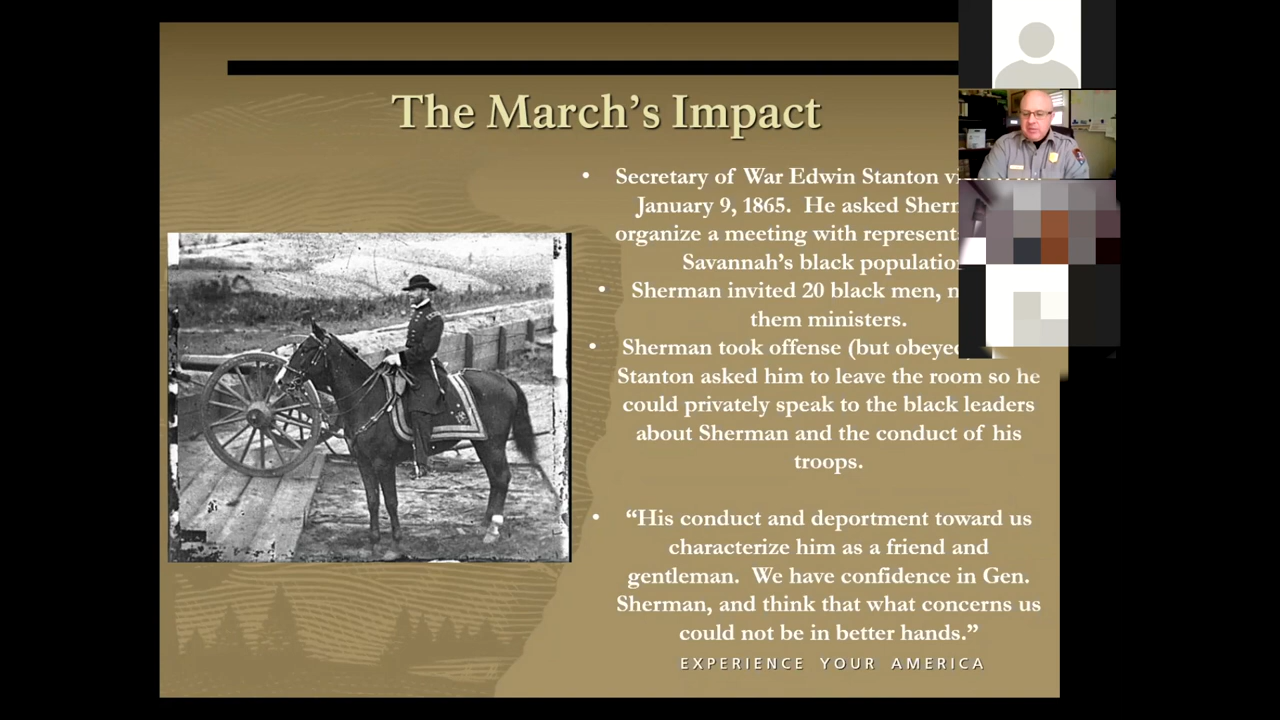 The March’s Impact
• Secretary of War Edwin Stanton
January 9, 1865. He asked
organize a meeting with
Savannah’s black
• Sherman invited 20 black men,
them ministers.
• Sherman took offense (but
Stanton asked him to leave the room so he
could privately speak to the black leaders
about Sherman and the conduct of his
troops.
• “His conduct and deportment toward us
characterize him as a friend and
gentleman. We have confidence in Gen.
Sherman, and think that what concerns us
could not be in better hands.”
EXPERIENCE YOUR AMERICA